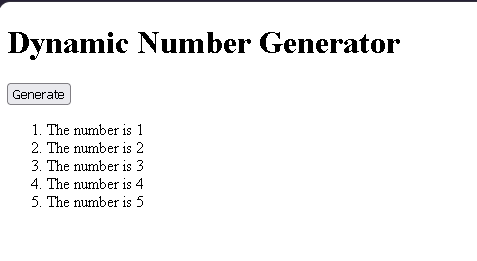 Dynamic Number Generator
Generate
1. The number is 1
2. The number is 2
3. The number is 3
4. The number is 4
5. The number is 5